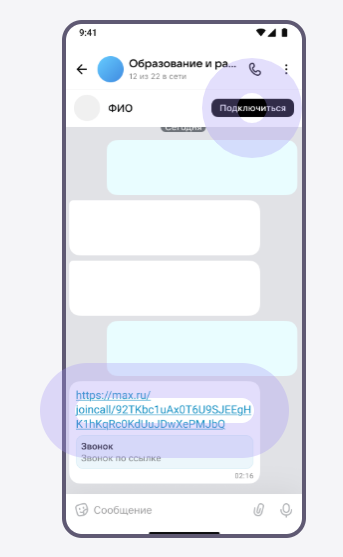 9:41
Образование и ра...
12 из 22 в сети
ФИО
Подключиться
Сегодня
https://max.ru/
joincall/92TKbc1uAx0T6U9SJEEgH
K1hKqRc0KdUuJDwXePMJbQ
Звонок
Звонок по ссылке
02:16
Сообщение